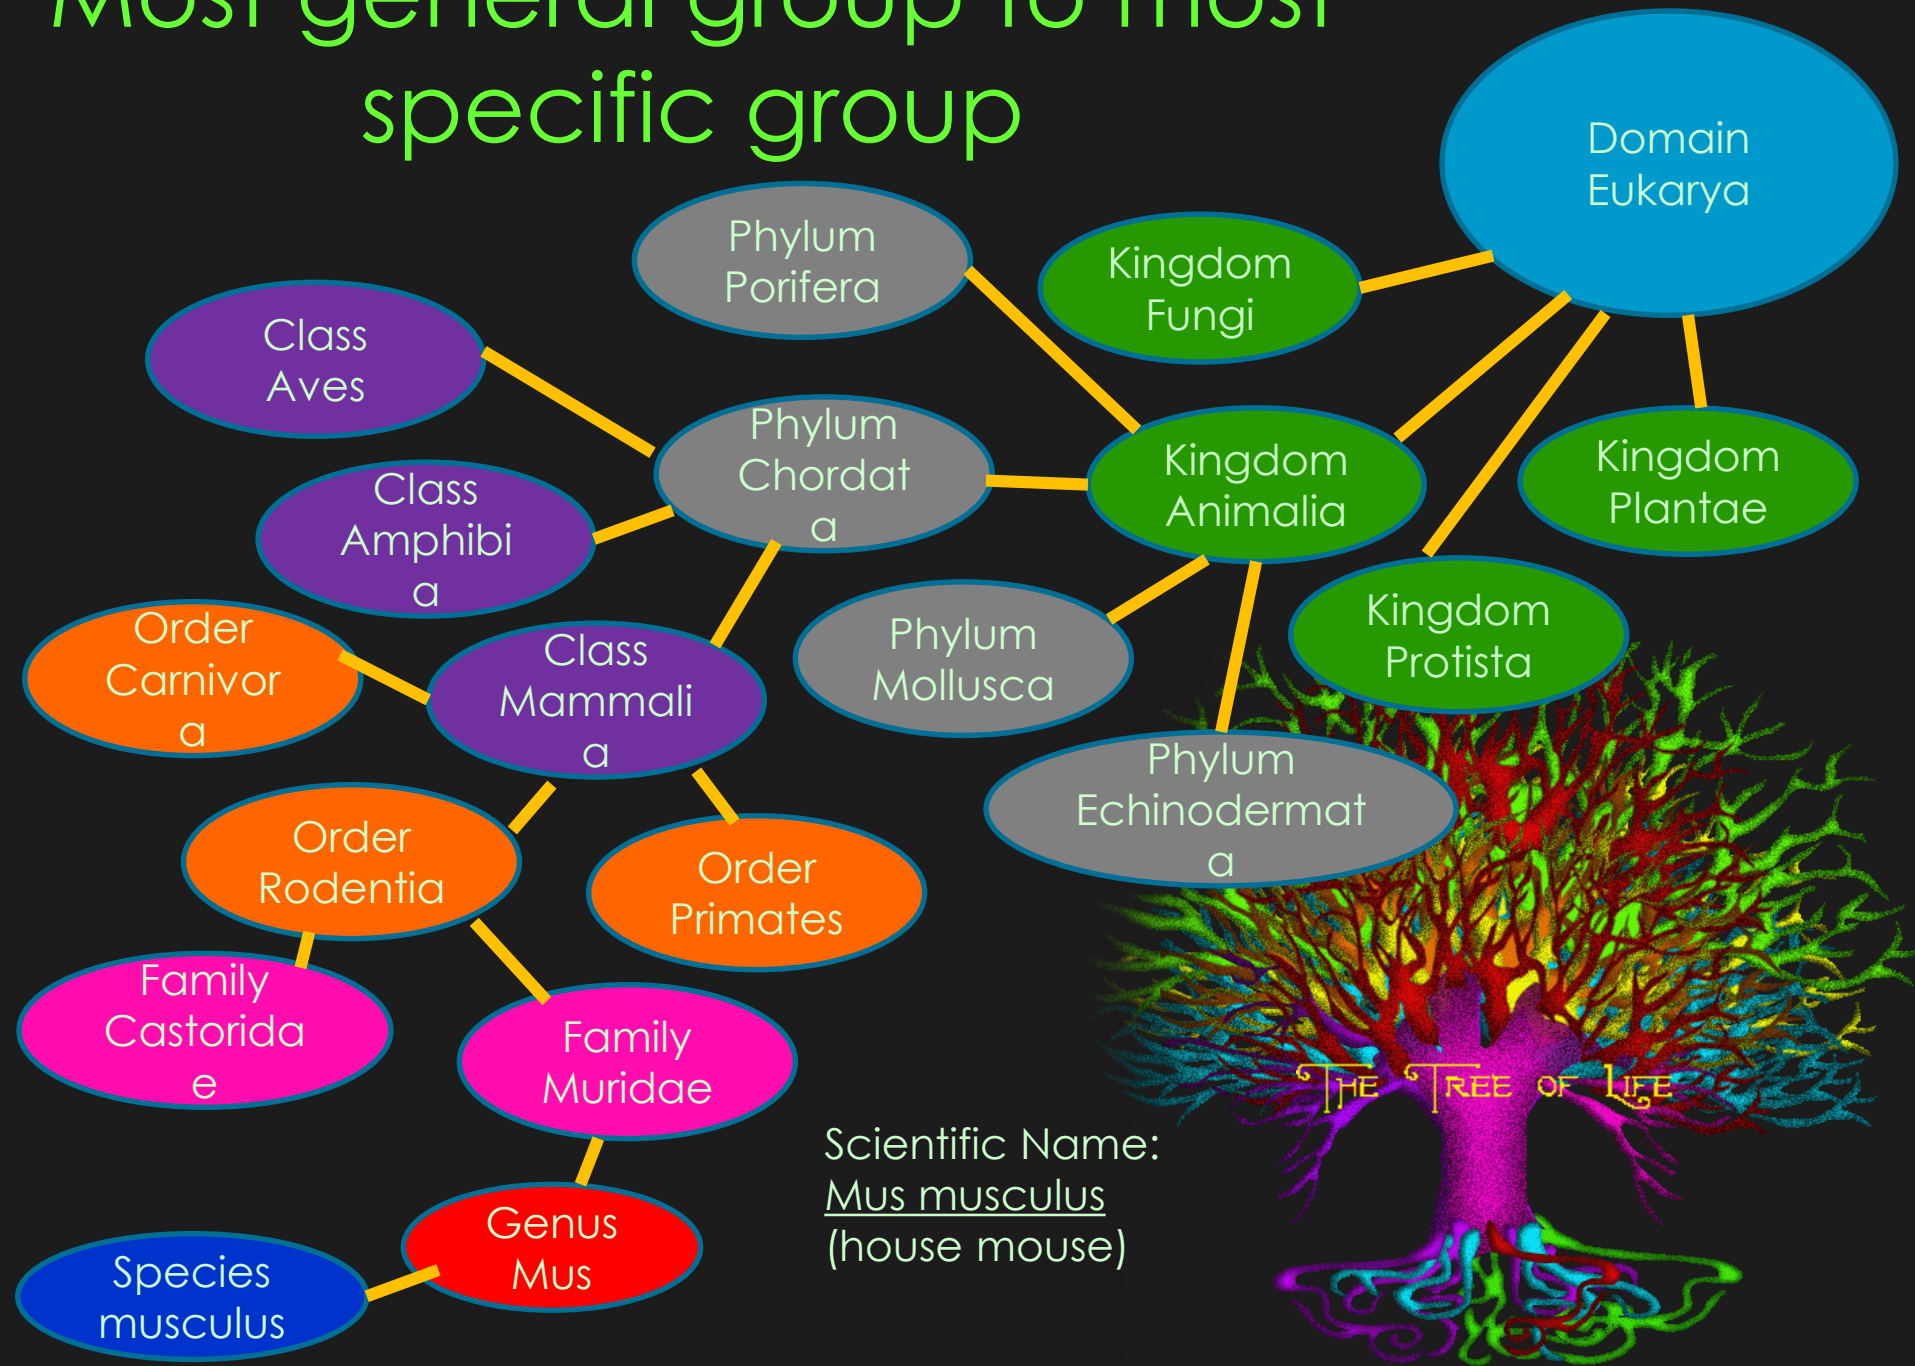 Most general group to most
specific group
Domain
Eukarya
Phylum
Porifera
Kingdom
Fungi
Class
Aves
Phylum
Chordat
a
Kingdom
Animalia
Kingdom
Plantae
Class
Amphibi
a
Kingdom
Protista
Order
Carnivor
a
Class
Mammali
a
Phylum
Mollusca
Phylum
Echinodermat
a
Order
Rodentia
Order
Primates
Family
Castorida
e
Family
Muridae
Genus
Mus
Species
musculus
Scientific Name:
Mus musculus
(house mouse)
The Tree of Life